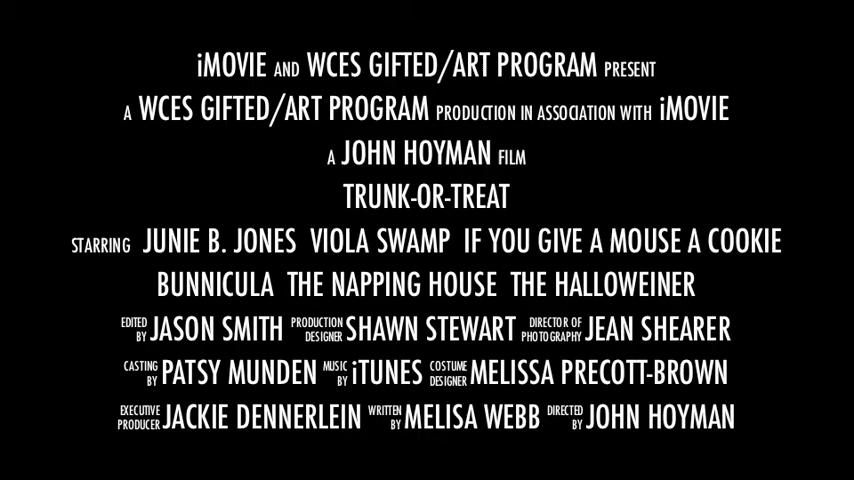 iMOVIE AND WCES GIFTED/ART PROGRAM PRESENT
A WCES GIFTED/ART PROGRAM PRODUCTION IN ASSOCIATION WITH iMOVIE
A JOHN HOYMAN FILM
TRUNK-OR-TREAT
STARRING JUNIE B. JONES VIOLA SWAMP IF YOU GIVE A MOUSE A COOKIE
BUNNICULA THE NAPPING HOUSE THE HALLOWEINER
EDITED BY JASON SMITH PRODUCTION DESIGNER SHAWN STEWART DIRECTOR OF PHOTOGRAPHY JEAN SHEARER
CASTING BY PATSY MUNDEN MUSIC BY iTUNES COSTUME DESIGNER MELISSA PRECOTT-BROWN
EXECUTIVE PRODUCER JACKIE DENNERLEIN WRITTEN BY MELISA WEBB DIRECTED BY JOHN HOYMAN